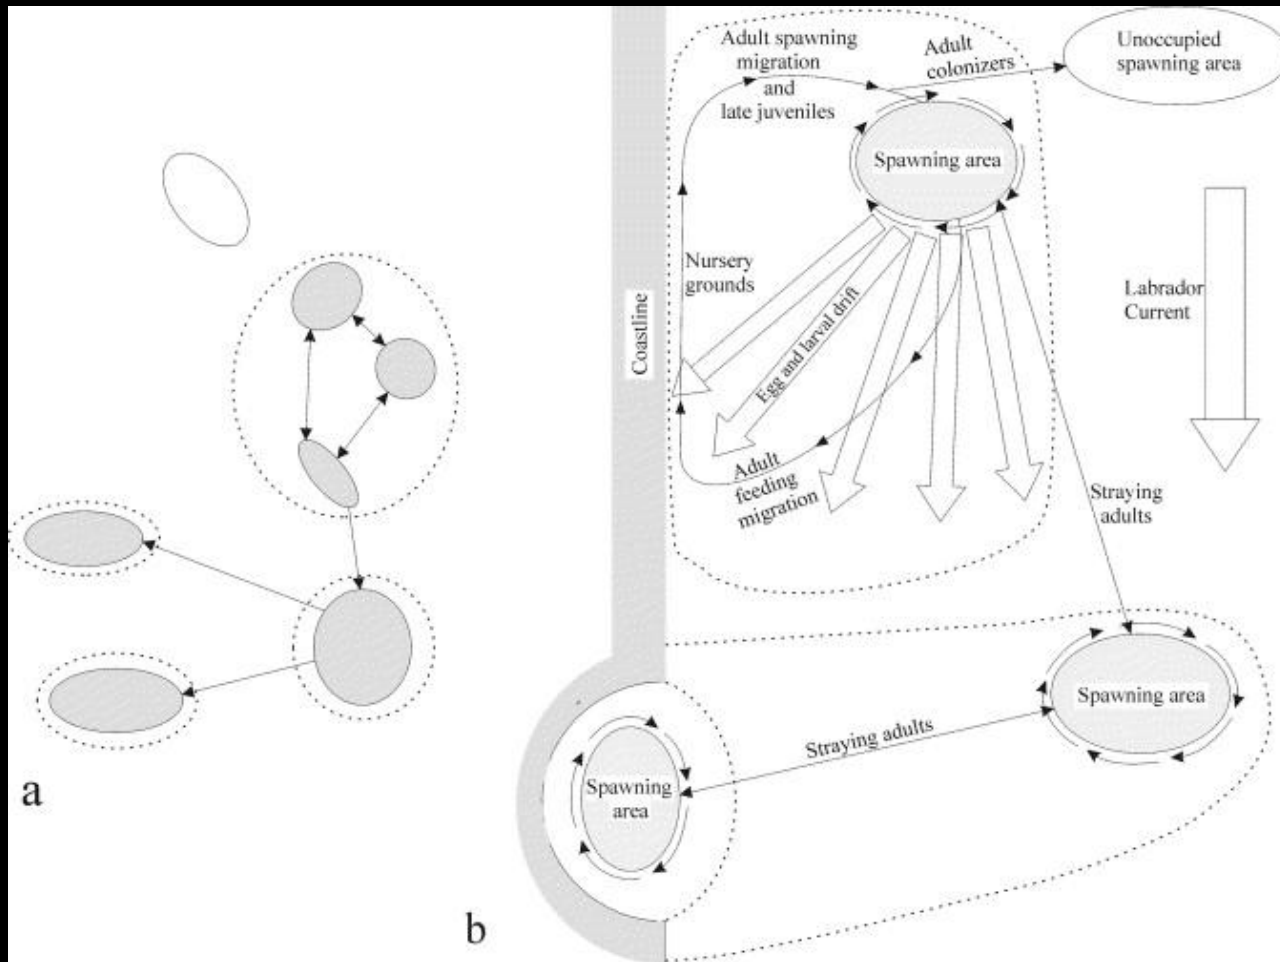 Adult spawning
migration
and
late juveniles
Adult
colonizers
Unoccupied
spawning area
Spawning area
Nursery
grounds
Coastline
Egg and larval drift
Labrador
Current
Adult
feeding
migration
Straying
adults
Spawning area
Straying adults
Spawning
area
a
b